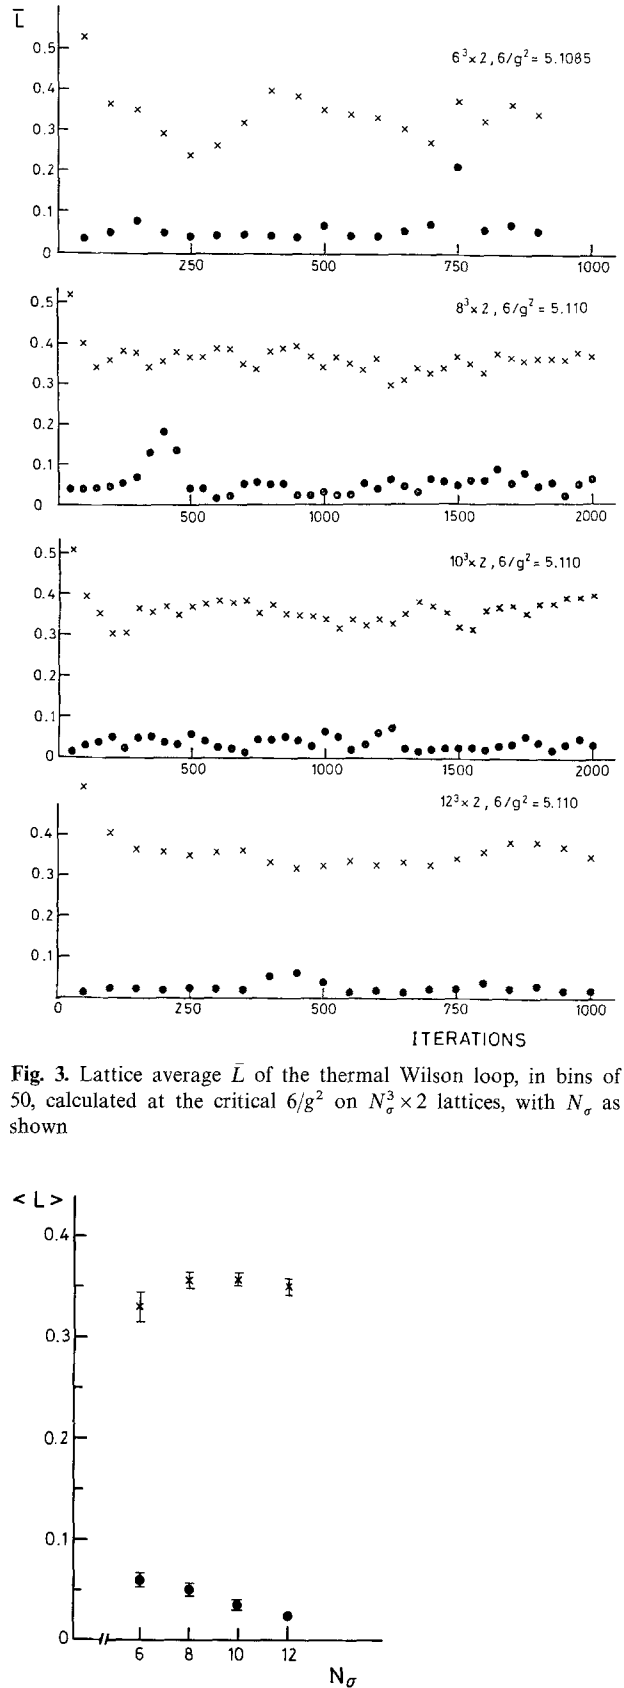 L̅
0.5
6³×2, 6/g² = 5.1085
0.4
0.3
0.2
0.1
0
250 500 750 1000
0.5
8³×2, 6/g² = 5.110
0.4
0.3
0.2
0.1
0
500 1000 1500 2000
0.5
10³×2, 6/g² = 5.110
0.4
0.3
0.2
0.1
0
500 1000 1500 2000
12³×2, 6/g² = 5.110
0.4
0.3
0.2
0.1
0 250 500 750 1000
ITERATIONS
Fig. 3. Lattice average L̅ of the thermal Wilson loop, in bins of
50, calculated at the critical 6/g² on N³σ × 2 lattices, with Nσ as
shown
< L >
0.4
0.3
0.2
0.1
0
6 8 10 12
Nσ